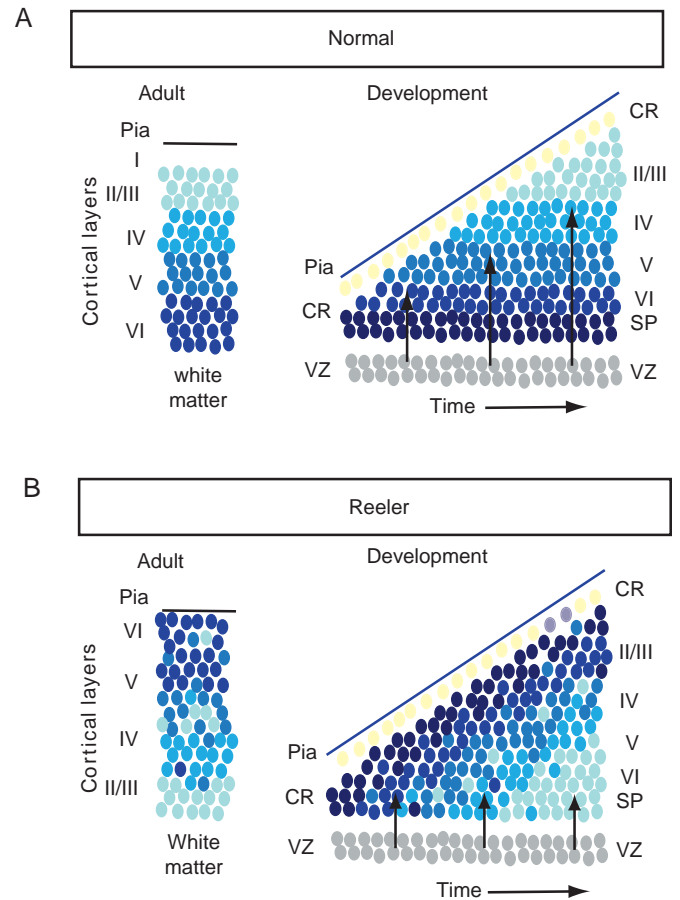 A
Normal
Adult
Development
Pia
I
II/III
IV
V
VI
Cortical layers
white
matter
Pia
CR
VZ
CR
II/III
IV
V
VI
SP
VZ
Time
B
Reeler
Adult
Development
Pia
VI
V
IV
II/III
Cortical layers
White
matter
Pia
CR
VZ
CR
II/III
IV
V
VI
SP
VZ
Time